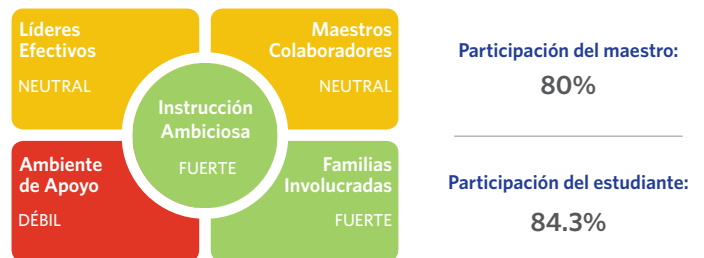 Líderes
Efectivos
NEUTRAL
Maestros
Colaboradores
NEUTRAL
Instrucción
Ambiciosa
FUERTE
Ambiente
de Apoyo
DÉBIL
Familias
Involucradas
FUERTE
Participación del maestro:
80%
Participación del estudiante:
84.3%